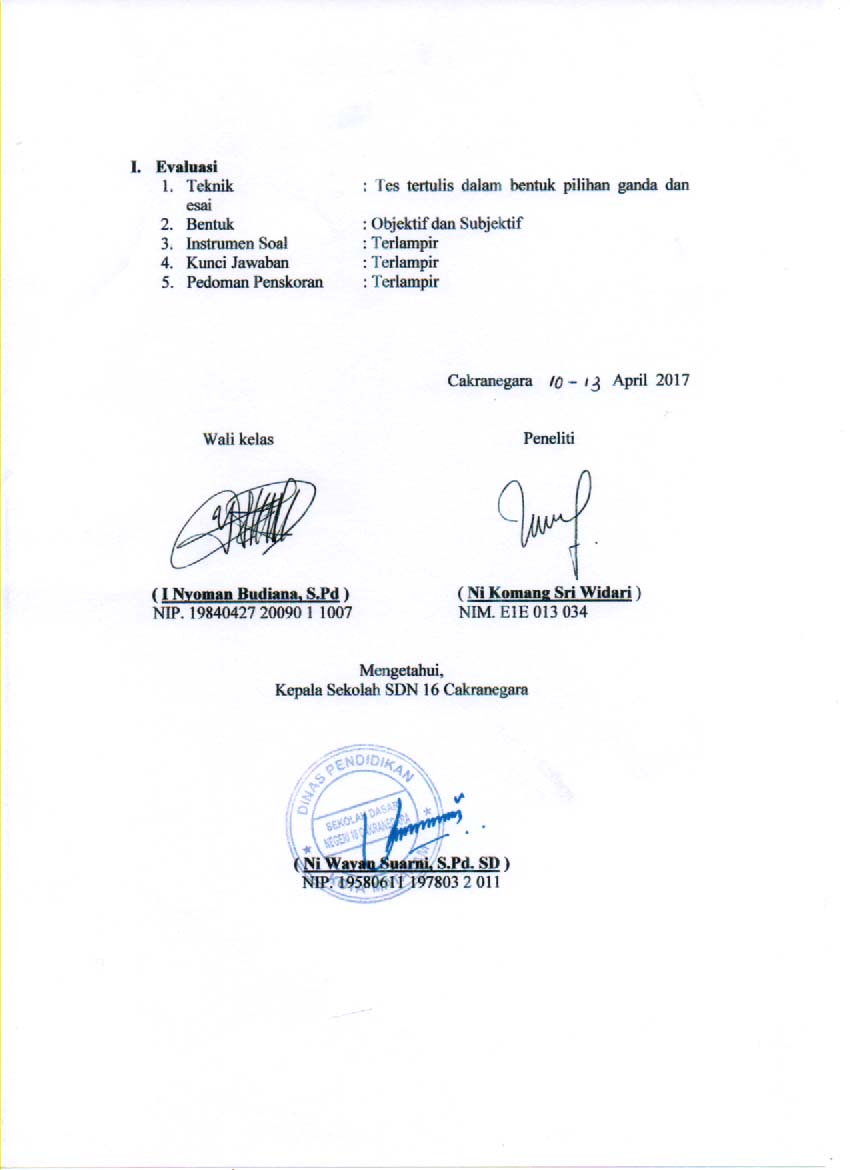 I. Evaluasi
1. Teknik : Tes tertulis dalam bentuk pilihan ganda dan
esai
2. Bentuk : Objektif dan Subjektif
3. Instrumen Soal : Terlampir
4. Kunci Jawaban : Terlampir
5. Pedoman Penskoran : Terlampir
Cakranegara 10 – 13 April 2017
Wali kelas Peneliti
( I Nyoman Budiana, S.Pd ) ( Ni Komang Sri Widari )
NIP. 19840427 20090 1 1007 NIM. E1E 013 034
Mengetahui,
Kepala Sekolah SDN 16 Cakranegara
DINAS PENDIDIKAN
SEKOLAH DASAR
NEGERI 16 CAKRANEGARA
( Ni Wayan Suarni, S.Pd. SD )
NIP. 19580611 197803 2 011